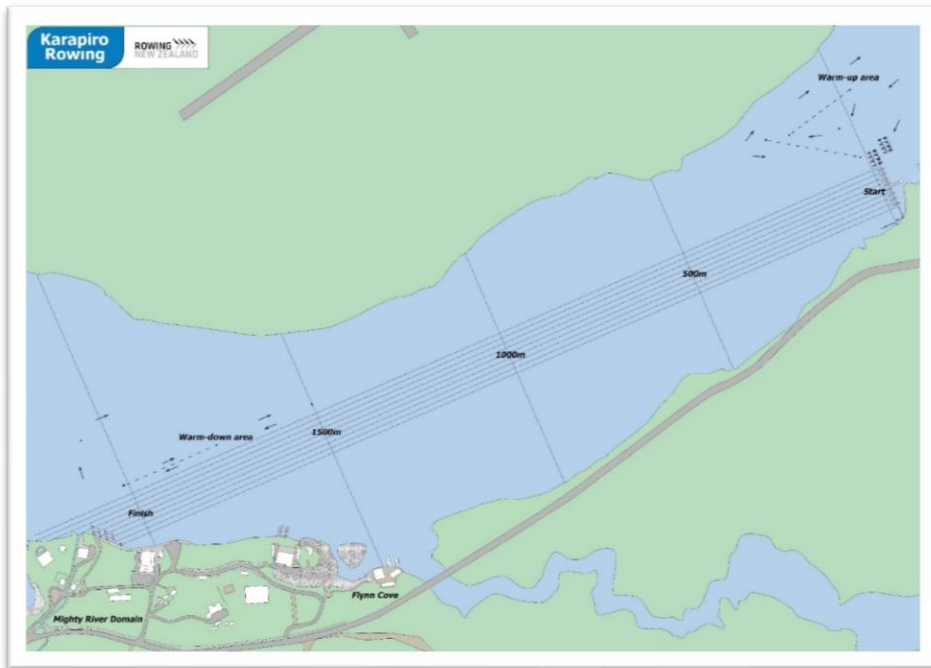 Karapiro
Rowing
ROWING
NEW ZEALAND
Warm-up area
Start
500m
1000m
1500m
Warm-down area
Finish
Flynn Cove
Mighty River Domain